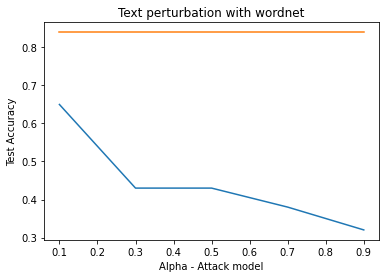 Text perturbation with wordnet
0.8
0.7
0.6
0.5
0.4
0.3
Test Accuracy
0.1 0.2 0.3 0.4 0.5 0.6 0.7 0.8 0.9
Alpha - Attack model